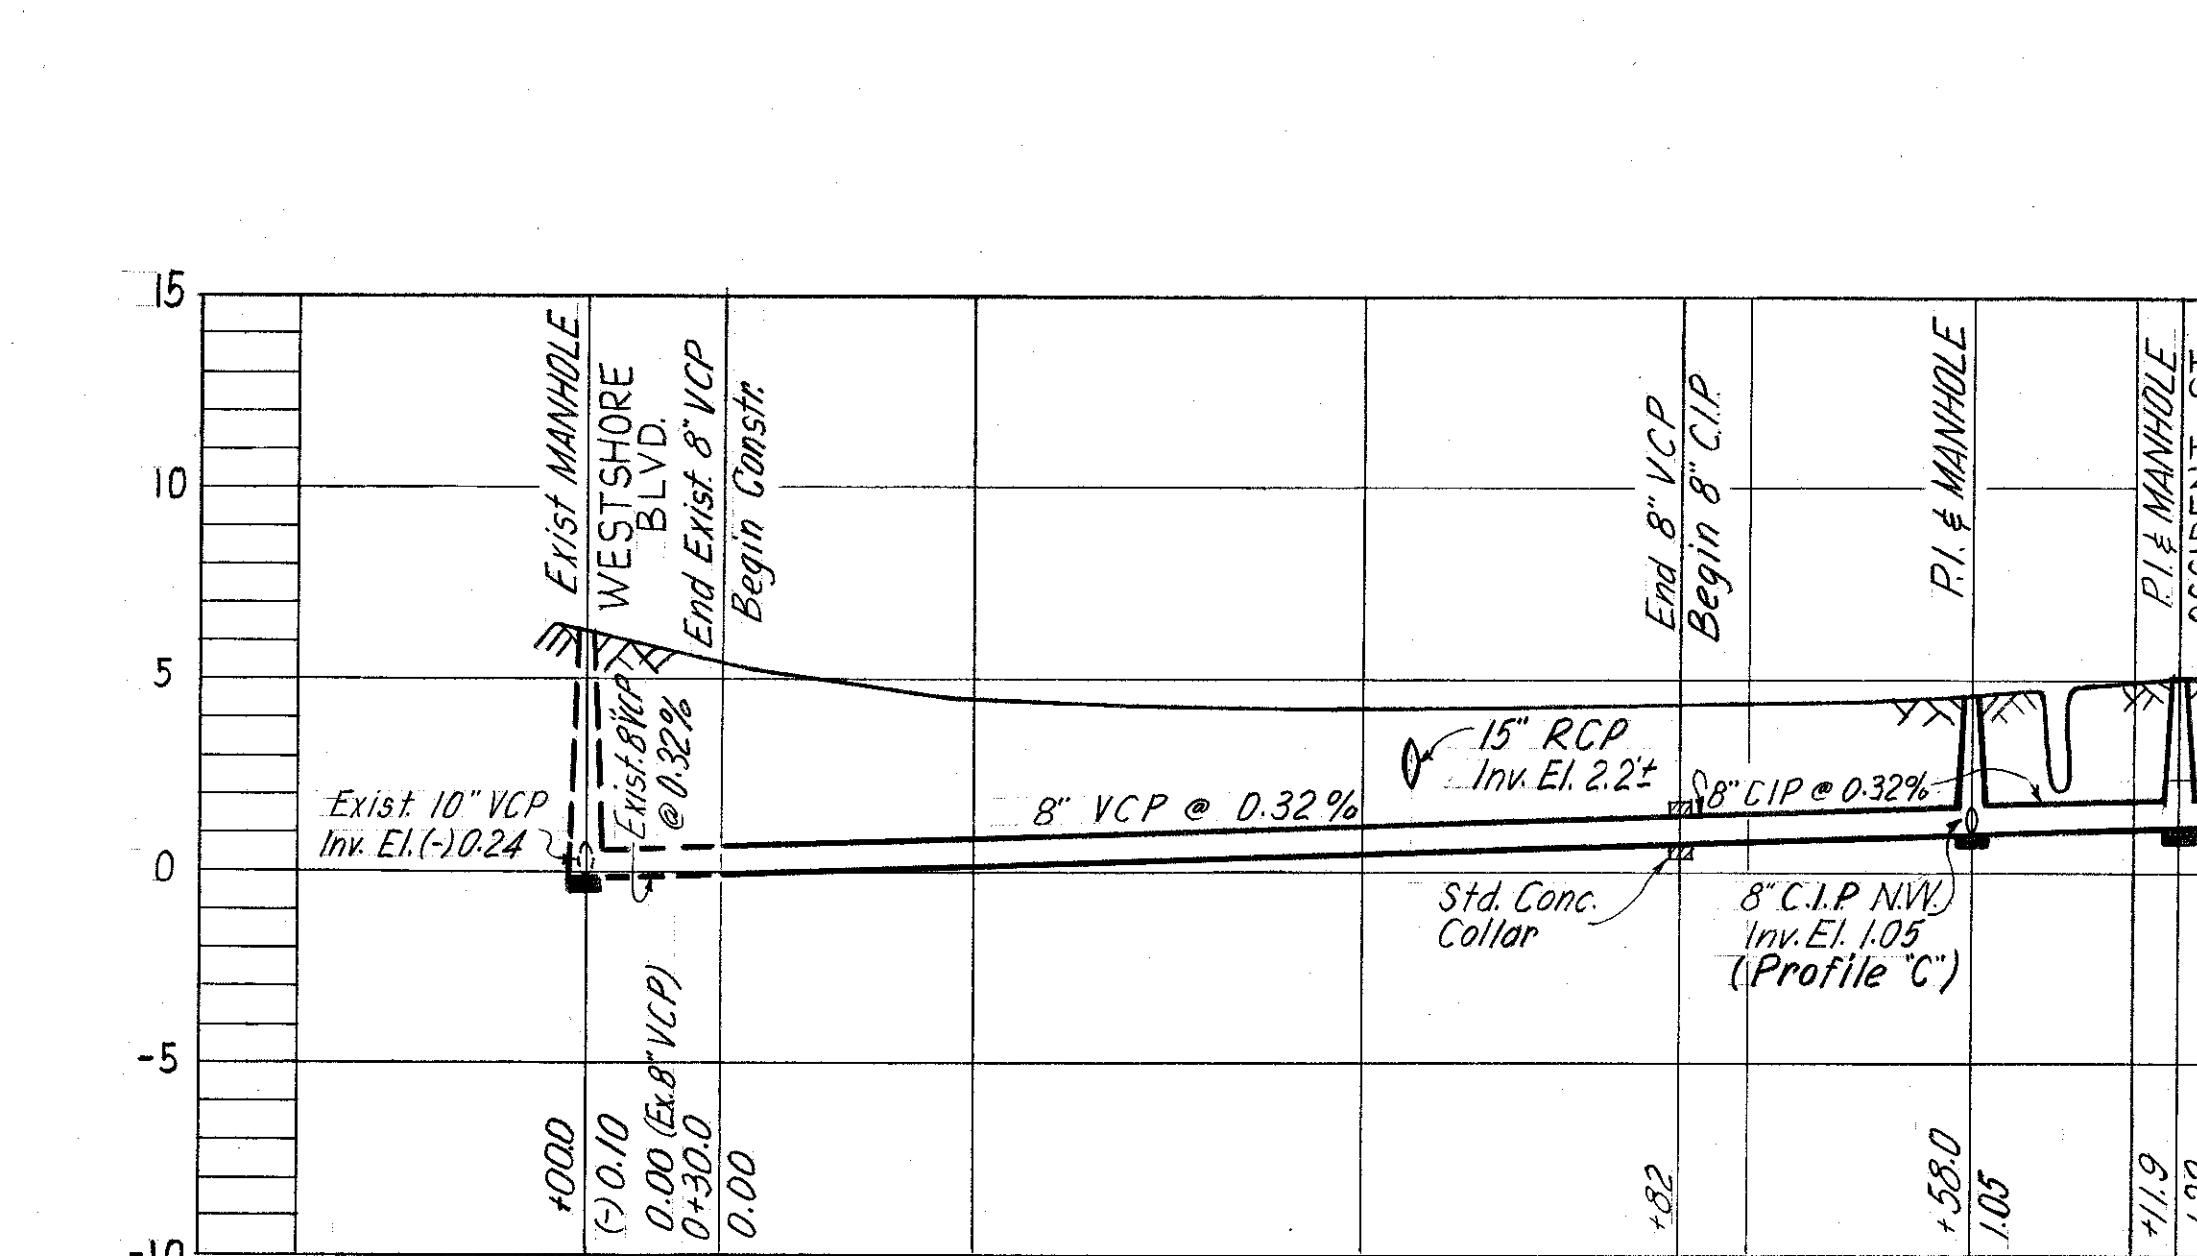 15
10
5
0
-5
-10
Exist MANHOLE
WESTSHORE
BLVD.
End Exist. 8" VCP
Begin Constr.
End 8" VCP
Begin 8" C.I.P.
P.I. & MANHOLE
P.I. & MANHOLE
Exist. 8" VCP
@ 0.32%
Exist. 10" VCP
Inv. El. (-) 0.24
8" VCP @ 0.32%
15" RCP
Inv. El. 2.2'±
8" CIP @ 0.32%
Std. Conc.
Collar
8" C.I.P. N.W.
Inv. El. 1.05
(Profile "C")
+00.0
(-) 0.10
0.00 (Ex. 8" VCP)
0+30.0
0.00
+82
+58.0
1.05
+11.9